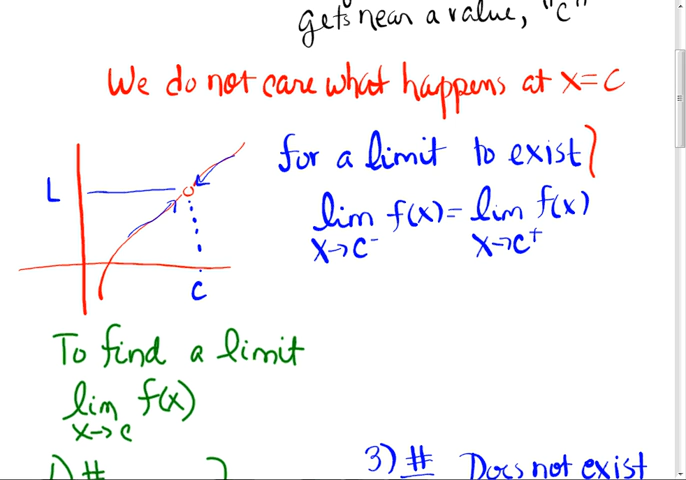 gets near a value, "c"
We do not care what happens at x=c
for a limit to exist)
L
lim f(x) = lim f(x)
x→c⁻ x→c⁺
c
To find a limit
lim f(x)
x→c
3) # Does not exist
1) #